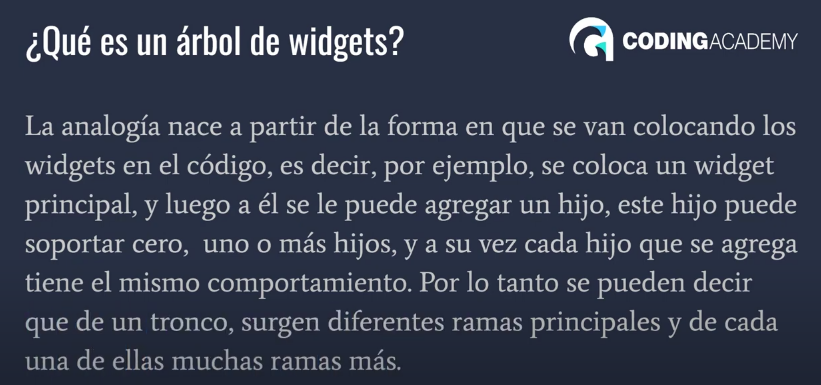 ¿Qué es un árbol de widgets?
CODINGACADEMY
La analogía nace a partir de la forma en que se van colocando los
widgets en el código, es decir, por ejemplo, se coloca un widget
principal, y luego a él se le puede agregar un hijo, este hijo puede
soportar cero,  uno o más hijos, y a su vez cada hijo que se agrega
tiene el mismo comportamiento. Por lo tanto se pueden decir
que de un tronco, surgen diferentes ramas principales y de cada
una de ellas muchas ramas más.